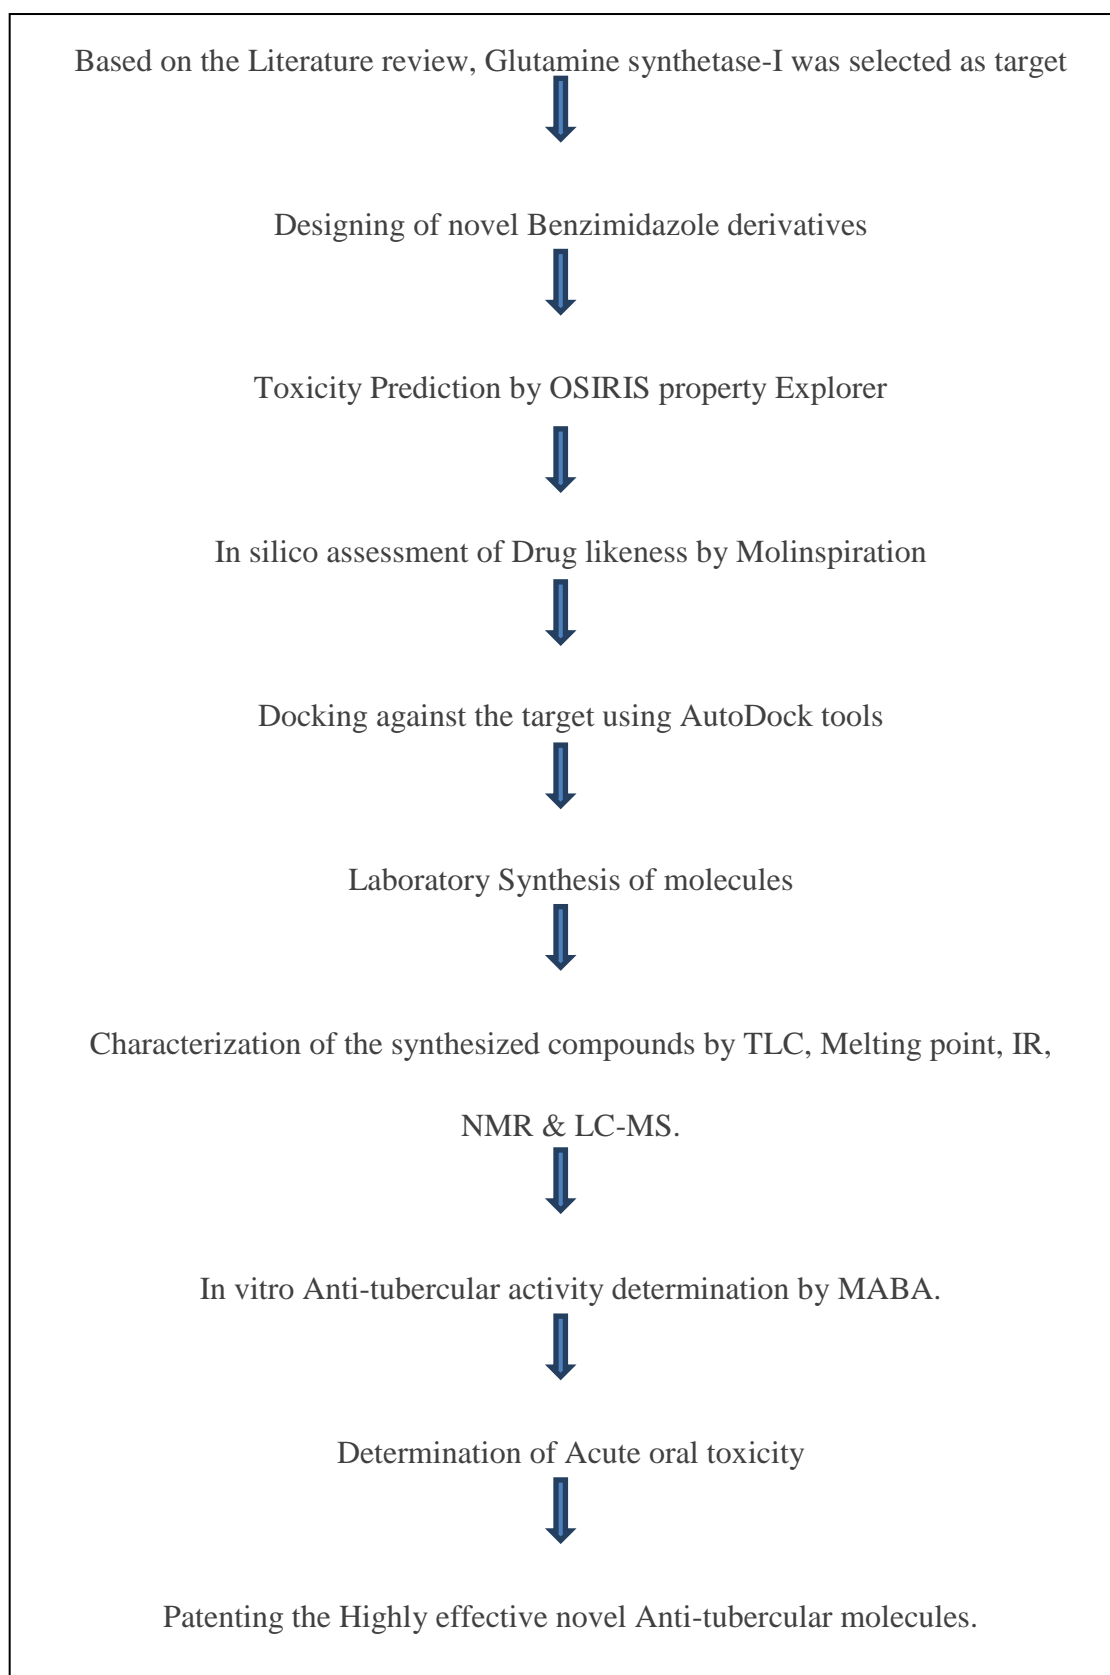 Based on the Literature review, Glutamine synthetase-I was selected as target
Designing of novel Benzimidazole derivatives
Toxicity Prediction by OSIRIS property Explorer
In silico assessment of Drug likeness by Molinspiration
Docking against the target using AutoDock tools
Laboratory Synthesis of molecules
Characterization of the synthesized compounds by TLC, Melting point, IR,
NMR & LC-MS.
In vitro Anti-tubercular activity determination by MABA.
Determination of Acute oral toxicity
Patenting the Highly effective novel Anti-tubercular molecules.